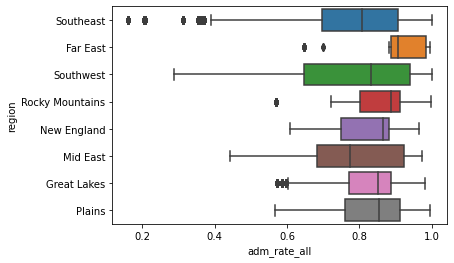 Southeast
Far East
Southwest
Rocky Mountains
New England
Mid East
Great Lakes
Plains
region
0.2 0.4 0.6 0.8 1.0
adm_rate_all